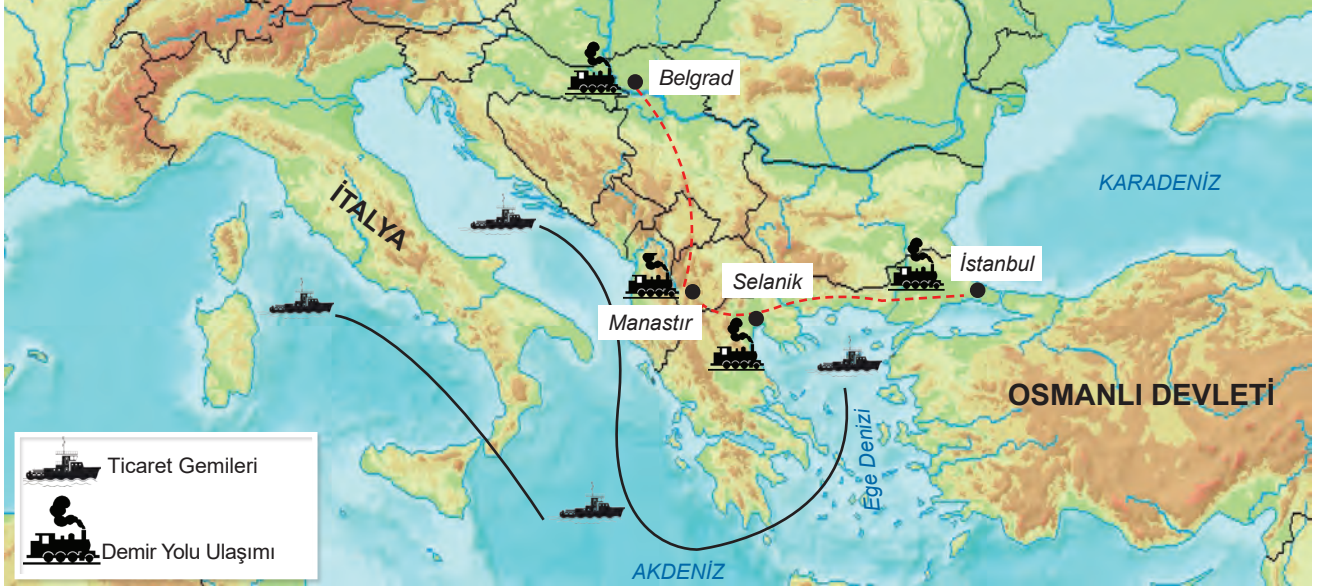 Belgrad
KARADENİZ
İTALYA
İstanbul
Selanik
Manastır
OSMANLI DEVLETİ
Ege Denizi
Ticaret Gemileri
Demir Yolu Ulaşımı
AKDENİZ